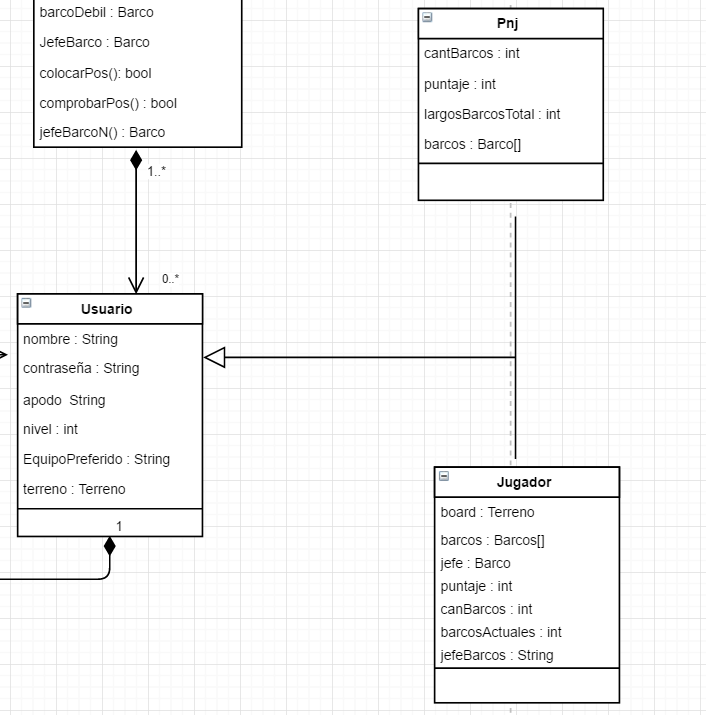 barcoDebil : Barco
JefeBarco : Barco
colocarPos(): bool
comprobarPos() : bool
jefeBarcoN() : Barco
1..*
0..*
Usuario
nombre : String
contraseña : String
apodo  String
nivel : int
EquipoPreferido : String
terreno : Terreno
1
Pnj
cantBarcos : int
puntaje : int
largosBarcosTotal : int
barcos : Barco[]
Jugador
board : Terreno
barcos : Barcos[]
jefe : Barco
puntaje : int
canBarcos : int
barcosActuales : int
jefeBarcos : String